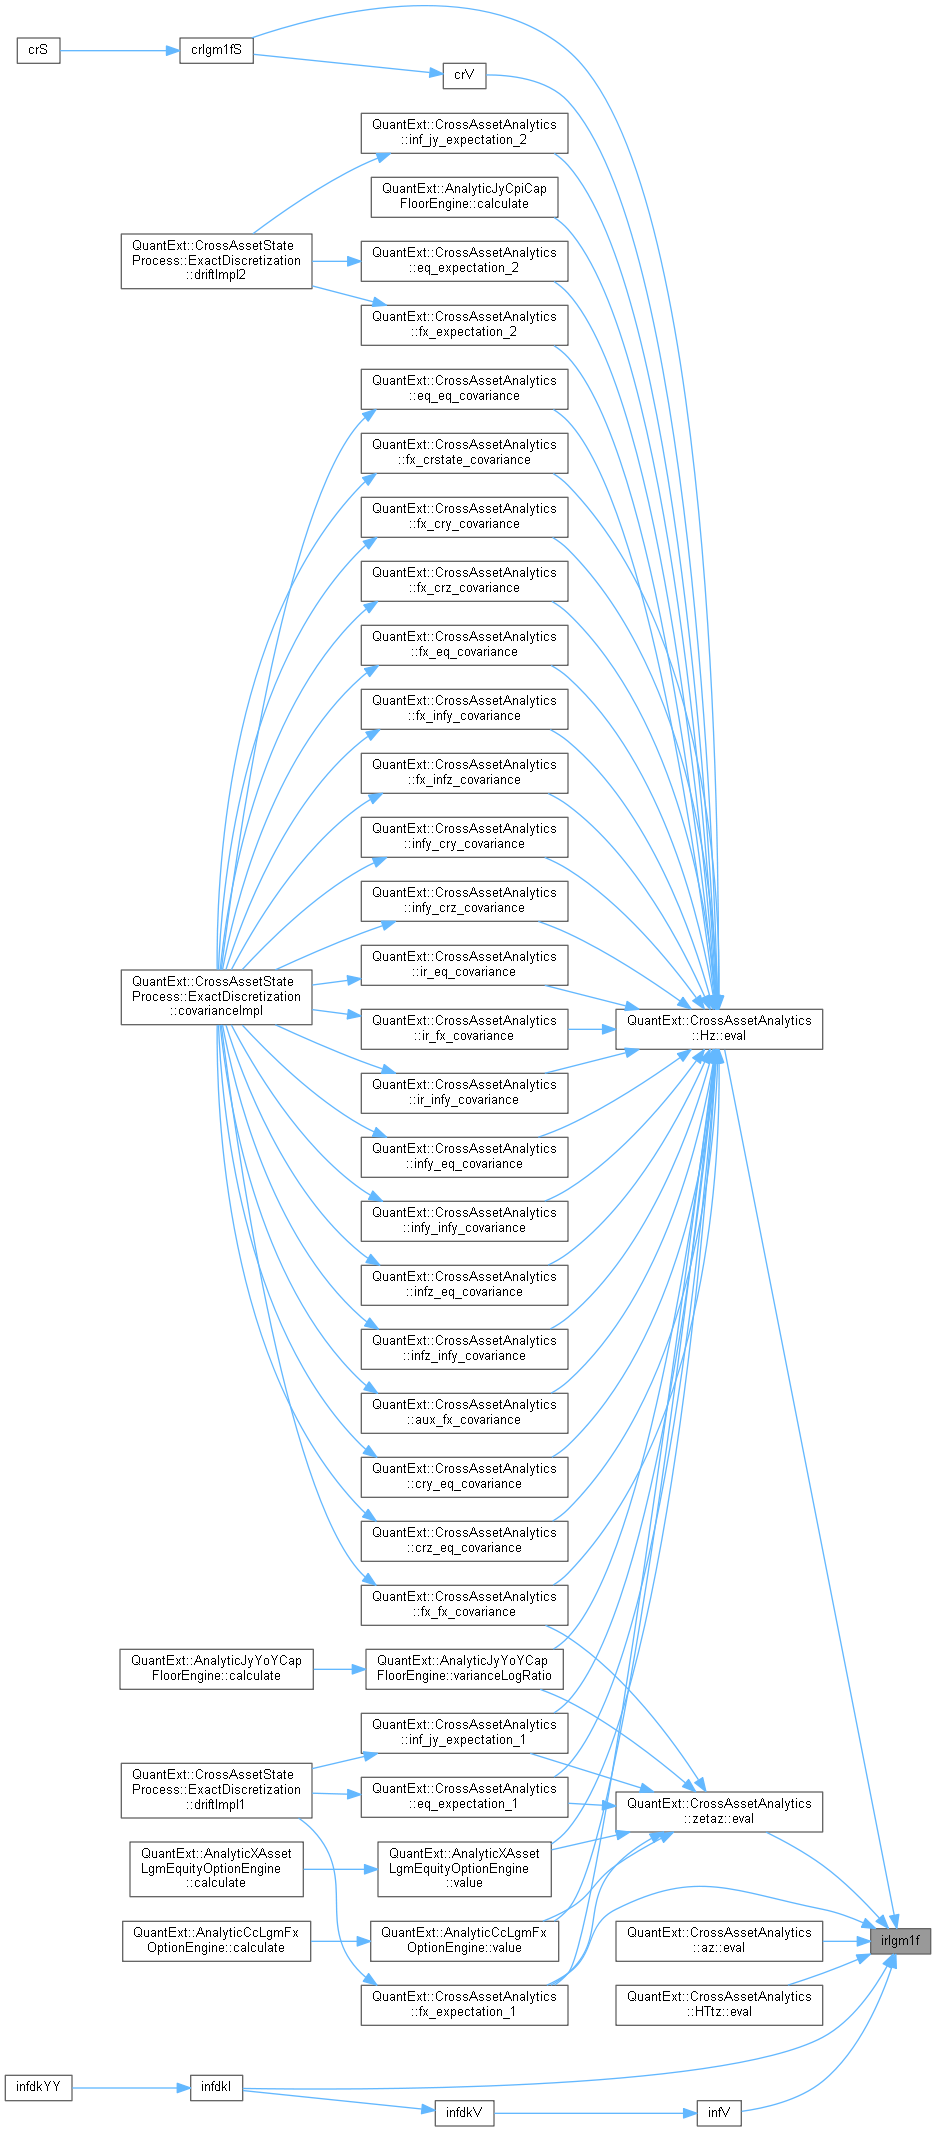 crS
crlgm1fS
crV
QuantExt::CrossAssetAnalytics
::inf_jy_expectation_2
QuantExt::AnalyticJyCpiCap
FloorEngine::calculate
QuantExt::CrossAssetState
Process::ExactDiscretization
::driftImpl2
QuantExt::CrossAssetAnalytics
::eq_expectation_2
QuantExt::CrossAssetAnalytics
::fx_expectation_2
QuantExt::CrossAssetAnalytics
::eq_eq_covariance
QuantExt::CrossAssetAnalytics
::fx_crstate_covariance
QuantExt::CrossAssetAnalytics
::fx_cry_covariance
QuantExt::CrossAssetAnalytics
::fx_crz_covariance
QuantExt::CrossAssetAnalytics
::fx_eq_covariance
QuantExt::CrossAssetAnalytics
::fx_infy_covariance
QuantExt::CrossAssetAnalytics
::fx_infz_covariance
QuantExt::CrossAssetAnalytics
::infy_cry_covariance
QuantExt::CrossAssetAnalytics
::infy_crz_covariance
QuantExt::CrossAssetAnalytics
::ir_eq_covariance
QuantExt::CrossAssetState
Process::ExactDiscretization
::covarianceImpl
QuantExt::CrossAssetAnalytics
::ir_fx_covariance
QuantExt::CrossAssetAnalytics
::Hz::eval
QuantExt::CrossAssetAnalytics
::ir_infy_covariance
QuantExt::CrossAssetAnalytics
::infy_eq_covariance
QuantExt::CrossAssetAnalytics
::infy_infy_covariance
QuantExt::CrossAssetAnalytics
::infz_eq_covariance
QuantExt::CrossAssetAnalytics
::infz_infy_covariance
QuantExt::CrossAssetAnalytics
::aux_fx_covariance
QuantExt::CrossAssetAnalytics
::cry_eq_covariance
QuantExt::CrossAssetAnalytics
::crz_eq_covariance
QuantExt::CrossAssetAnalytics
::fx_fx_covariance
QuantExt::AnalyticJyYoYCap
FloorEngine::calculate
QuantExt::AnalyticJyYoYCap
FloorEngine::varianceLogRatio
QuantExt::CrossAssetAnalytics
::inf_jy_expectation_1
QuantExt::CrossAssetState
Process::ExactDiscretization
::driftImpl1
QuantExt::CrossAssetAnalytics
::eq_expectation_1
QuantExt::CrossAssetAnalytics
::zetaz::eval
QuantExt::AnalyticXAsset
LgmEquityOptionEngine
::calculate
QuantExt::AnalyticXAsset
LgmEquityOptionEngine
::value
QuantExt::AnalyticCcLgmFx
OptionEngine::calculate
QuantExt::AnalyticCcLgmFx
OptionEngine::value
QuantExt::CrossAssetAnalytics
::az::eval
irlgm1f
QuantExt::CrossAssetAnalytics
::fx_expectation_1
QuantExt::CrossAssetAnalytics
::HTtz::eval
infdkYY
infdkI
infdkV
infV